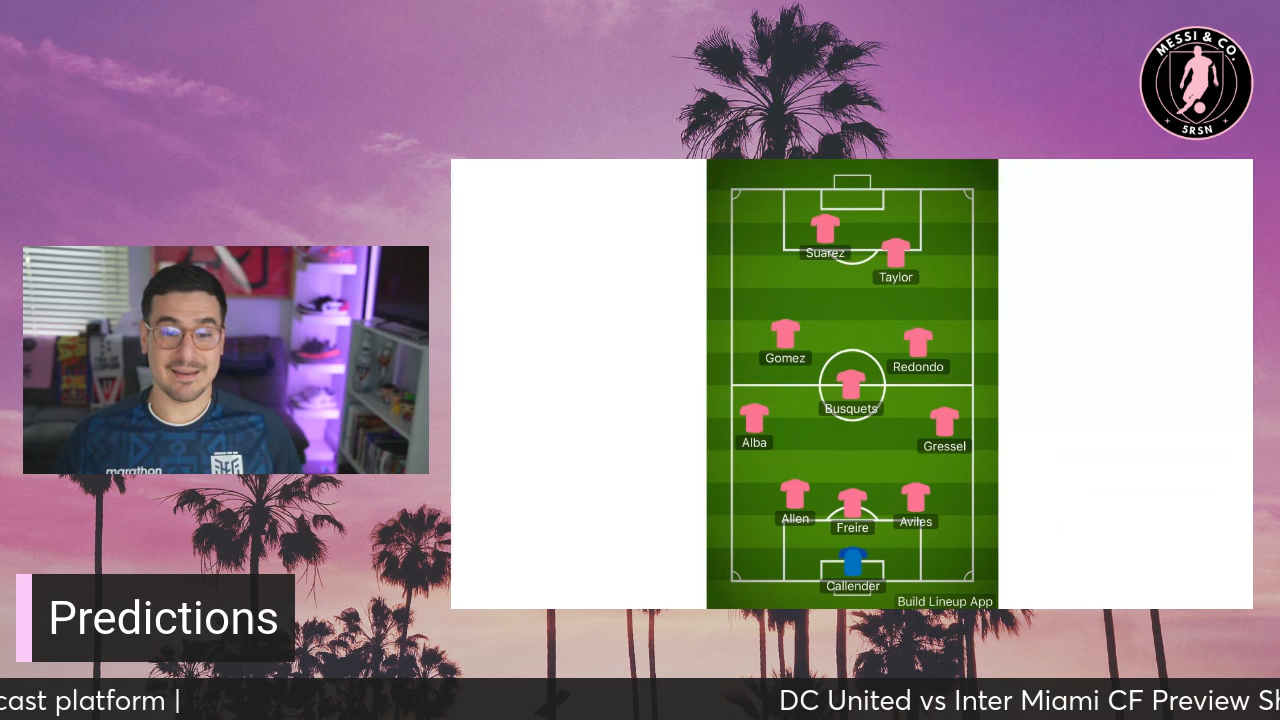 MESSI & CO.
5RSN
Suarez
Taylor
Gomez
Redondo
Busquets
Alba
Gressel
Allen
Freire
Aviles
Callender
Build Lineup App
marathon
Predictions
cast platform |
DC United vs Inter Miami CF Preview Sh